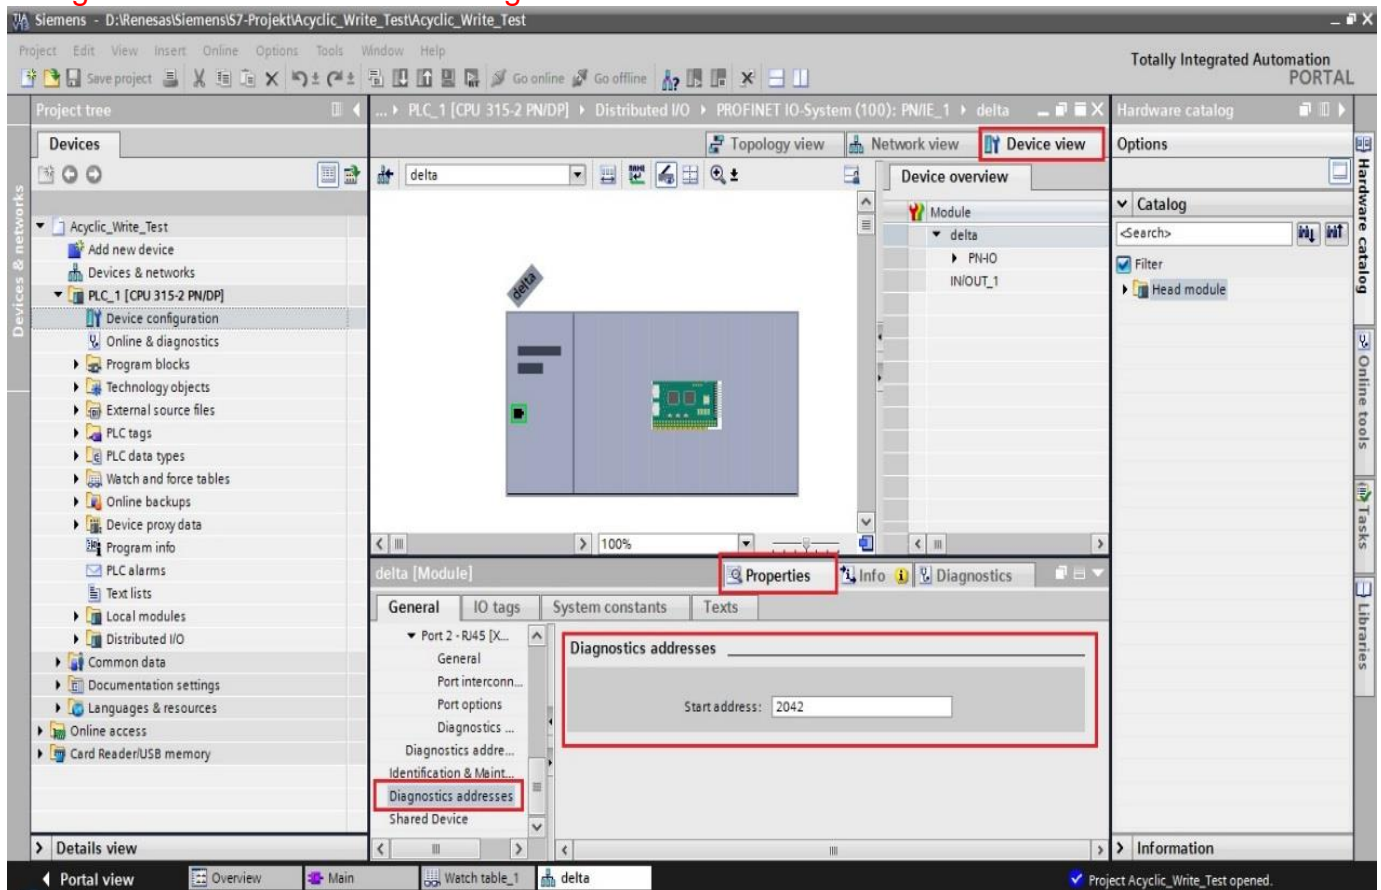 Siemens - D:\Renesas\Siemens\S7-Projekt\Acyclic_Write_Test\Acyclic_Write_Test
Project Edit View Insert Online Options Tools Window Help
Save project
Go online
Go offline
Totally Integrated Automation
PORTAL
Project tree
... PLC_1 [CPU 315-2 PN/DP] Distributed I/O PROFINET IO-System (100): PN/IE_1 delta
Hardware catalog
Devices
Topology view
Network view
Device view
Options
delta
Device overview
Module
delta
PN-IO
IN/OUT_1
Catalog
<Search>
Filter
Head module
Acyclic_Write_Test
Add new device
Devices & networks
PLC_1 [CPU 315-2 PN/DP]
Device configuration
Online & diagnostics
Program blocks
Technology objects
External source files
PLC tags
PLC data types
Watch and force tables
Online backups
Device proxy data
Program info
PLC alarms
Text lists
Local modules
Distributed I/O
Common data
Documentation settings
Languages & resources
Online access
Card Reader/USB memory
Details view
delta
100%
delta [Module]
Properties
Info
Diagnostics
General
IO tags
System constants
Texts
Port 2 - RJ45 [X...
General
Port interconn...
Port options
Diagnostics ...
Diagnostics addre...
Identification & Maint...
Diagnostics addresses
Shared Device
Diagnostics addresses
Start address: 2042
Information
Devices & networks
Hardware catalog
Online tools
Tasks
Libraries
Portal view
Overview
Main
Watch table_1
delta
Project Acyclic_Write_Test opened.